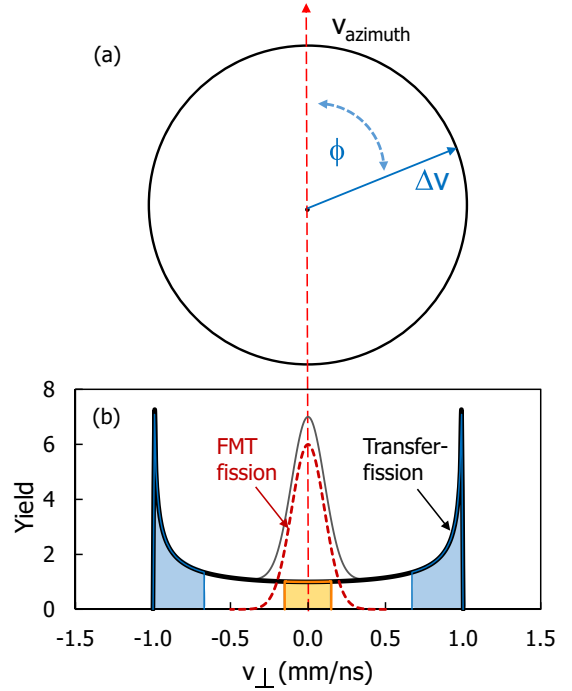 (a)
vazimuth
ϕ
Δv
(b)
FMT
fission
Transfer-
fission
Yield
8
6
4
2
0
-1.5 -1.0 -0.5 0.0 0.5 1.0 1.5
v⊥ (mm/ns)